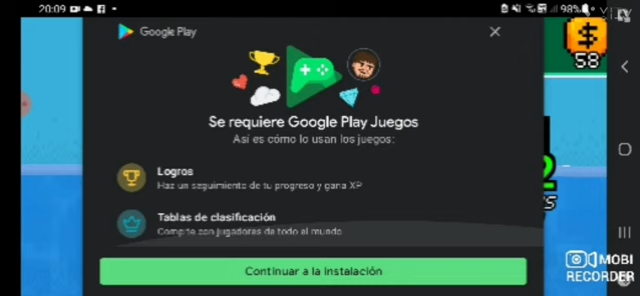 20:09
98%
Google Play
58
Se requiere Google Play Juegos
Así es cómo lo usan los juegos:
Logros
Haz un seguimiento de tu progreso y gana XP
Tablas de clasificación
Compite con jugadores de todo el mundo
Continuar a la instalación
MOBI
RECORDER